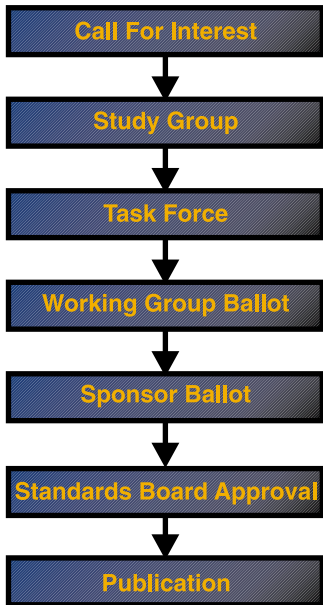 Call For Interest
Study Group
Task Force
Working Group Ballot
Sponsor Ballot
Standards Board Approval
Publication